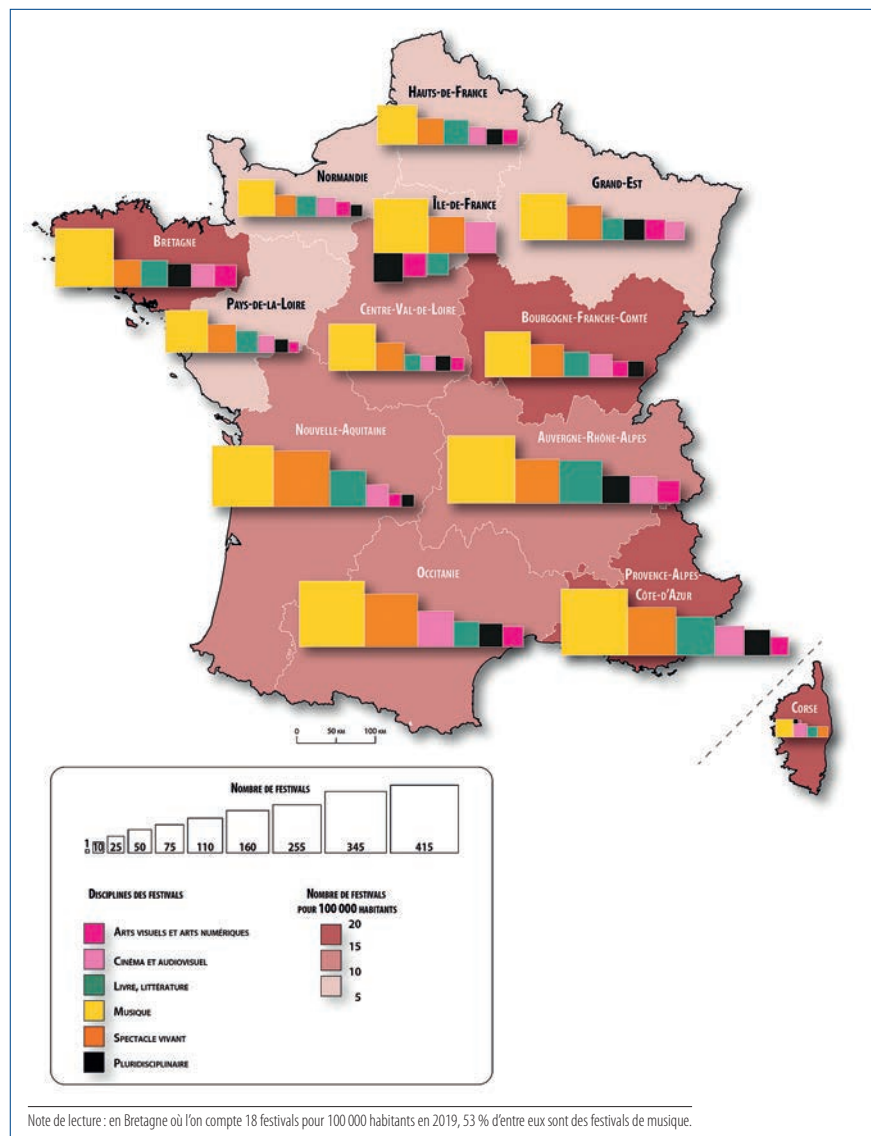 Hauts-de-France
Normandie
Île-de-France
Grand-Est
Bretagne
Pays-de-la-Loire
Centre-Val-de-Loire
Bourgogne-Franche-Comté
Nouvelle-Aquitaine
Auvergne-Rhône-Alpes
Occitanie
Provence-Alpes-
Côte-d'Azur
Corse
0 50 km 100 km
Nombre de festivals
1 10 25 50 75 110 160 255 345 415
Disciplines des festivals
Arts visuels et arts numériques
Cinéma et audiovisuel
Livre, littérature
Musique
Spectacle vivant
Pluridisciplinaire
Nombre de festivals
pour 100 000 habitants
20
15
10
5
Note de lecture : en Bretagne où l'on compte 18 festivals pour 100 000 habitants en 2019, 53 % d'entre eux sont des festivals de musique.